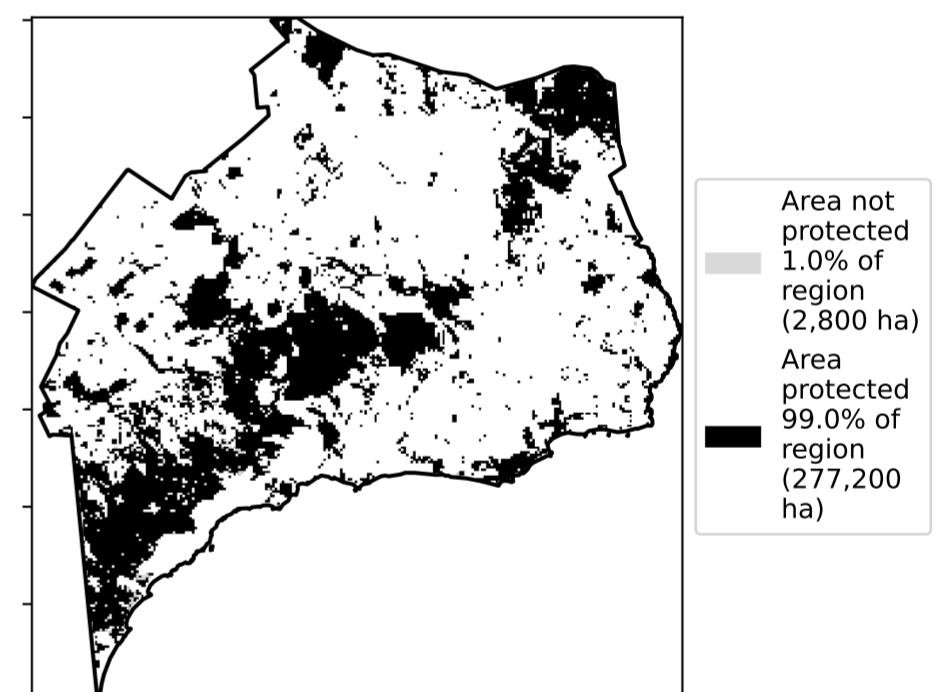 Area not
protected
1.0% of
region
(2,800 ha)
Area
protected
99.0% of
region
(277,200
ha)